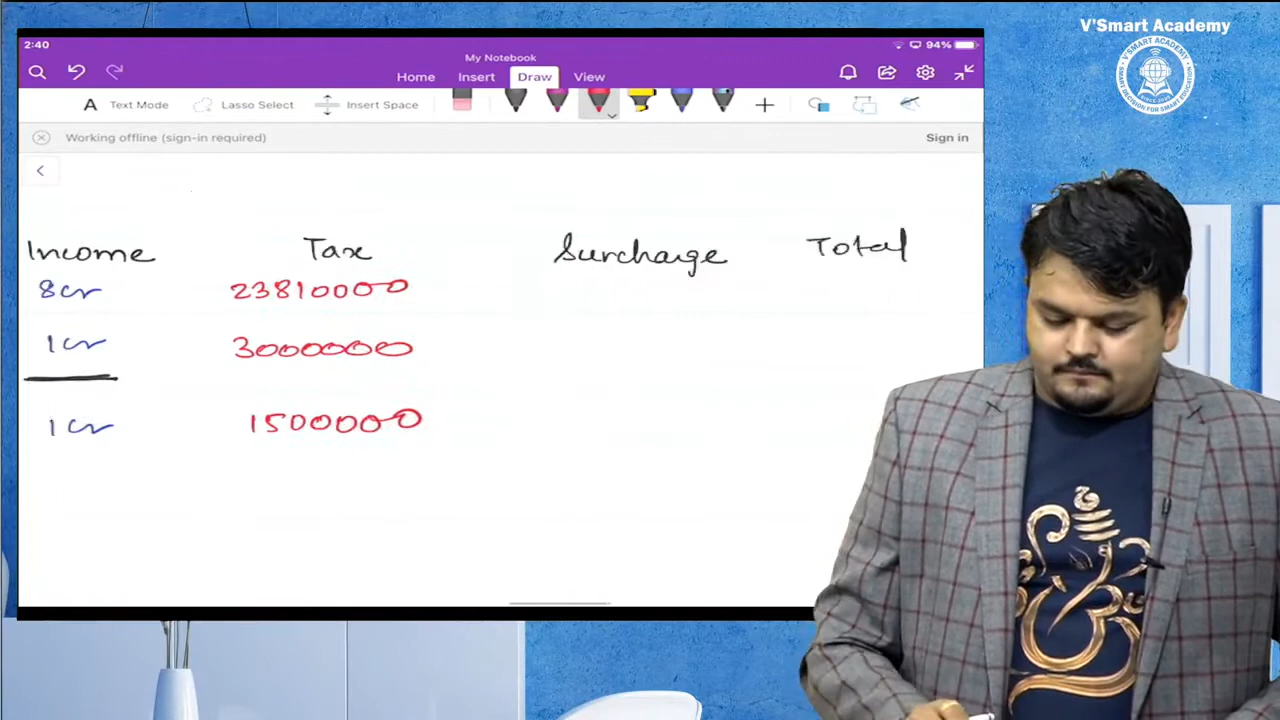 V'Smart Academy
2:40
94%
My Notebook
Home Insert Draw View
A Text Mode Lasso Select Insert Space
Working offline (sign-in required) Sign in
Income Tax Surcharge Total
8cr 23810000
1cr 3000000
1cr 1500000